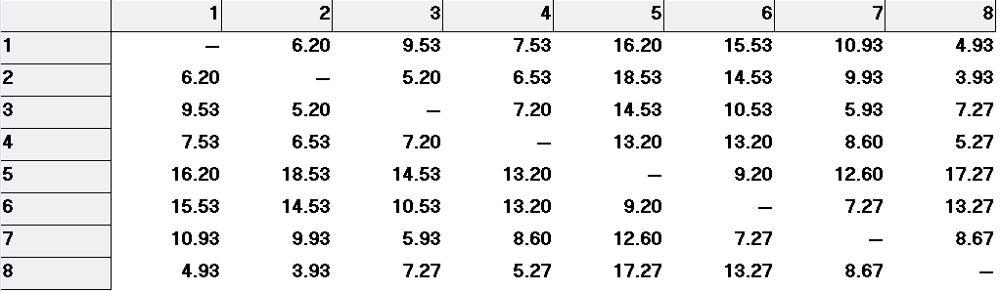 1 2 3 4 5 6 7 8
1 — 6.20 9.53 7.53 16.20 15.53 10.93 4.93
2 6.20 — 5.20 6.53 18.53 14.53 9.93 3.93
3 9.53 5.20 — 7.20 14.53 10.53 5.93 7.27
4 7.53 6.53 7.20 — 13.20 13.20 8.60 5.27
5 16.20 18.53 14.53 13.20 — 9.20 12.60 17.27
6 15.53 14.53 10.53 13.20 9.20 — 7.27 13.27
7 10.93 9.93 5.93 8.60 12.60 7.27 — 8.67
8 4.93 3.93 7.27 5.27 17.27 13.27 8.67 —